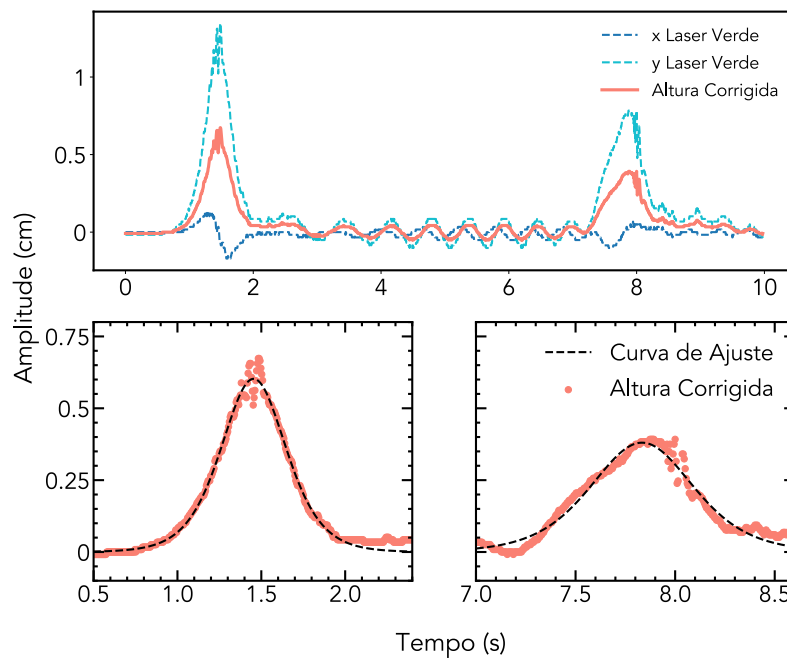 x Laser Verde
y Laser Verde
Altura Corrigida
1
0.5
0
0 2 4 6 8 10
Amplitude (cm)
0.75
0.5
0.25
0
0.5 1.0 1.5 2.0
Curva de Ajuste
Altura Corrigida
7.0 7.5 8.0 8.5
Tempo (s)